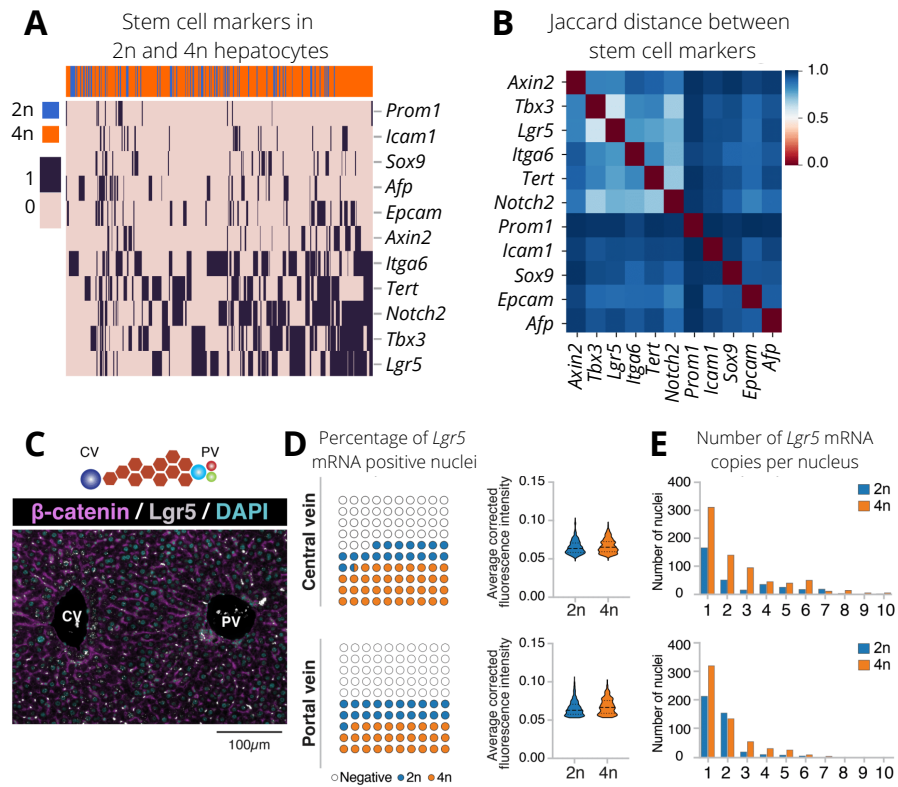 A
Stem cell markers in
2n and 4n hepatocytes
2n
4n
1
0
Prom1
Icam1
Sox9
Afp
Epcam
Axin2
Itga6
Tert
Notch2
Tbx3
Lgr5
B
Jaccard distance between
stem cell markers
Axin2
Tbx3
Lgr5
Itga6
Tert
Notch2
Prom1
Icam1
Sox9
Epcam
Afp
Axin2
Tbx3
Lgr5
Itga6
Tert
Notch2
Prom1
Icam1
Sox9
Epcam
Afp
1.0
0.5
0.0
C
CV
PV
β-catenin / Lgr5 / DAPI
CV
PV
100µm
D
Percentage of Lgr5
mRNA positive nuclei
Central vein
Average corrected
fluorescence intensity
0.15
0.10
0.05
0.00
2n 4n
Portal vein
Average corrected
fluorescence intensity
0.15
0.10
0.05
0.00
2n 4n
Negative 2n 4n
E
Number of Lgr5 mRNA
copies per nucleus
Number of nuclei
400
300
200
100
0
2n
4n
1 2 3 4 5 6 7 8 9 10
Number of nuclei
400
300
200
100
0
2n
4n
1 2 3 4 5 6 7 8 9 10